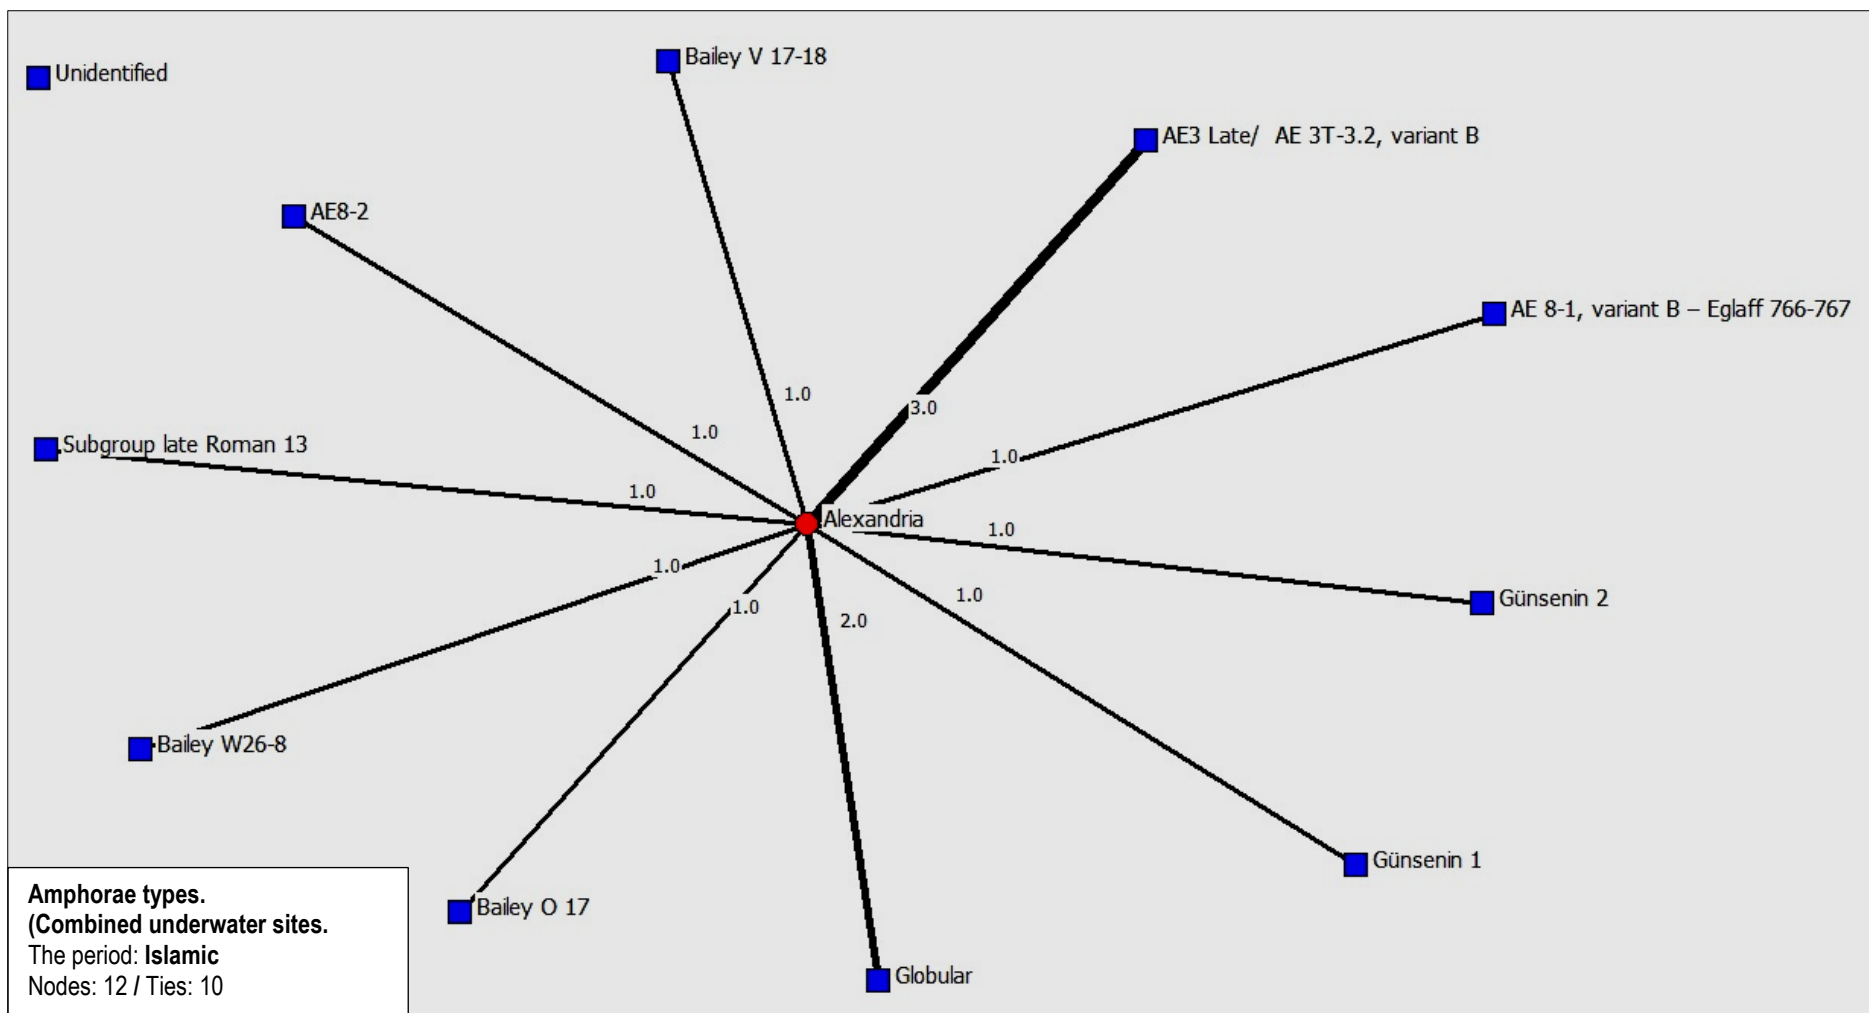 Bailey V 17-18
Unidentified
AE3 Late/ AE 3T-3.2, variant B
AE8-2
AE 8-1, variant B – Eglaff 766-767
1.0
3.0
1.0
Subgroup late Roman 13
1.0
1.0
Alexandria
1.0
1.0
1.0
Günsenin 2
1.0
2.0
Bailey W26-8
Günsenin 1
Bailey O 17
Globular
Amphorae types.
(Combined underwater sites.
The period: Islamic
Nodes: 12 / Ties: 10